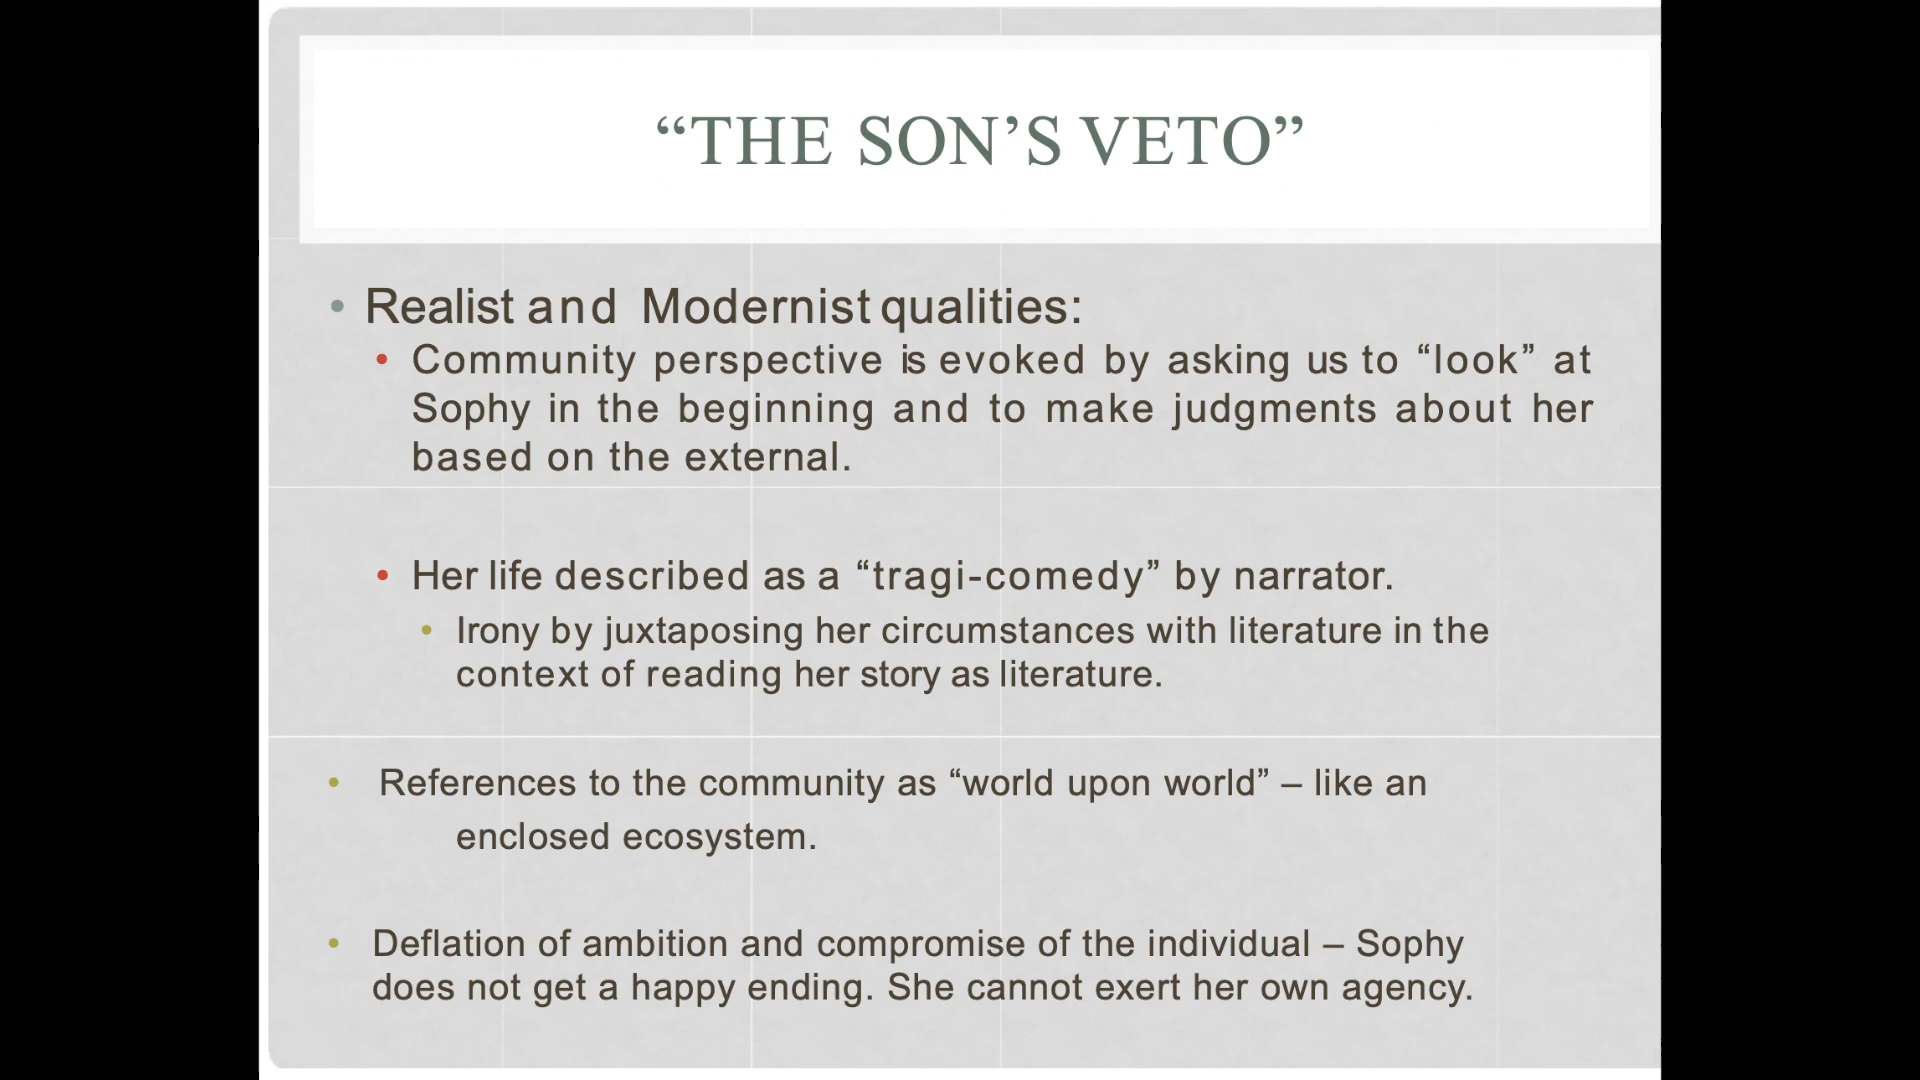 “THE SON’S VETO”
• Realist and Modernist qualities:
• Community perspective is evoked by asking us to “look” at
Sophy in the beginning and to make judgments about her
based on the external.
• Her life described as a “tragi-comedy” by narrator.
• Irony by juxtaposing her circumstances with literature in the
context of reading her story as literature.
• References to the community as “world upon world” – like an
enclosed ecosystem.
• Deflation of ambition and compromise of the individual – Sophy
does not get a happy ending. She cannot exert her own agency.